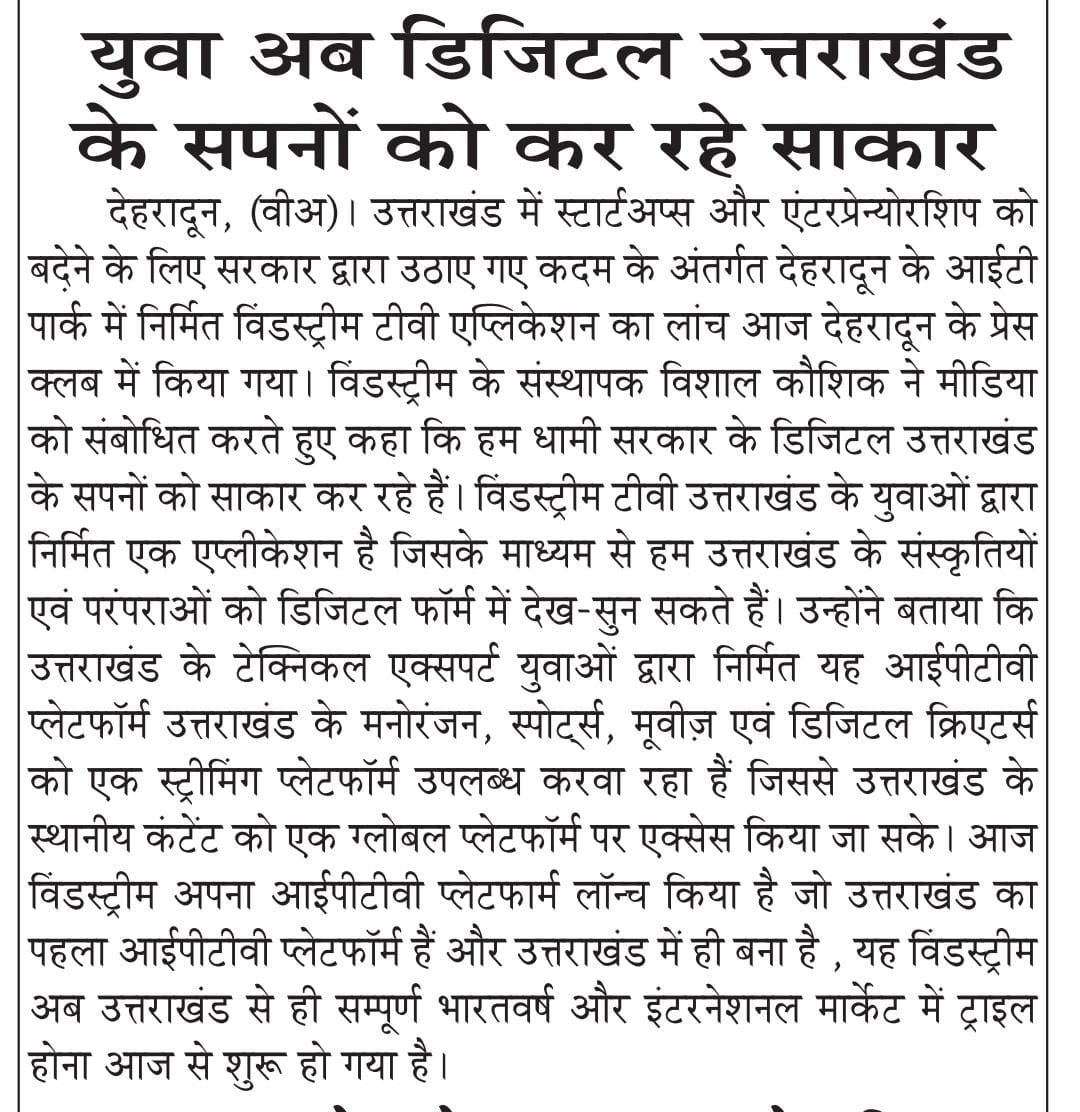 युवा अब डिजिटल उत्तराखंड
के सपनों को कर रहे साकार
देहरादून, (वीअ)। उत्तराखंड में स्टार्टअप्स और एंटरप्रेन्योरशिप को
बढ़ेने के लिए सरकार द्वारा उठाए गए कदम के अंतर्गत देहरादून के आईटी
पार्क में निर्मित विंडस्ट्रीम टीवी एप्लिकेशन का लांच आज देहरादून के प्रेस
क्लब में किया गया। विंडस्ट्रीम के संस्थापक विशाल कौशिक ने मीडिया
को संबोधित करते हुए कहा कि हम धामी सरकार के डिजिटल उत्तराखंड
के सपनों को साकार कर रहे हैं। विंडस्ट्रीम टीवी उत्तराखंड के युवाओं द्वारा
निर्मित एक एप्लीकेशन है जिसके माध्यम से हम उत्तराखंड के संस्कृतियों
एवं परंपराओं को डिजिटल फॉर्म में देख-सुन सकते हैं। उन्होंने बताया कि
उत्तराखंड के टेक्निकल एक्सपर्ट युवाओं द्वारा निर्मित यह आईपीटीवी
प्लेटफॉर्म उत्तराखंड के मनोरंजन, स्पोर्ट्स, मूवीज़ एवं डिजिटल क्रिएटर्स
को एक स्ट्रीमिंग प्लेटफॉर्म उपलब्ध करवा रहा हैं जिससे उत्तराखंड के
स्थानीय कंटेंट को एक ग्लोबल प्लेटफॉर्म पर एक्सेस किया जा सके। आज
विंडस्ट्रीम अपना आईपीटीवी प्लेटफार्म लॉन्च किया है जो उत्तराखंड का
पहला आईपीटीवी प्लेटफॉर्म हैं और उत्तराखंड में ही बना है , यह विंडस्ट्रीम
अब उत्तराखंड से ही सम्पूर्ण भारतवर्ष और इंटरनेशनल मार्केट में ट्राइल
होना आज से शुरू हो गया है।